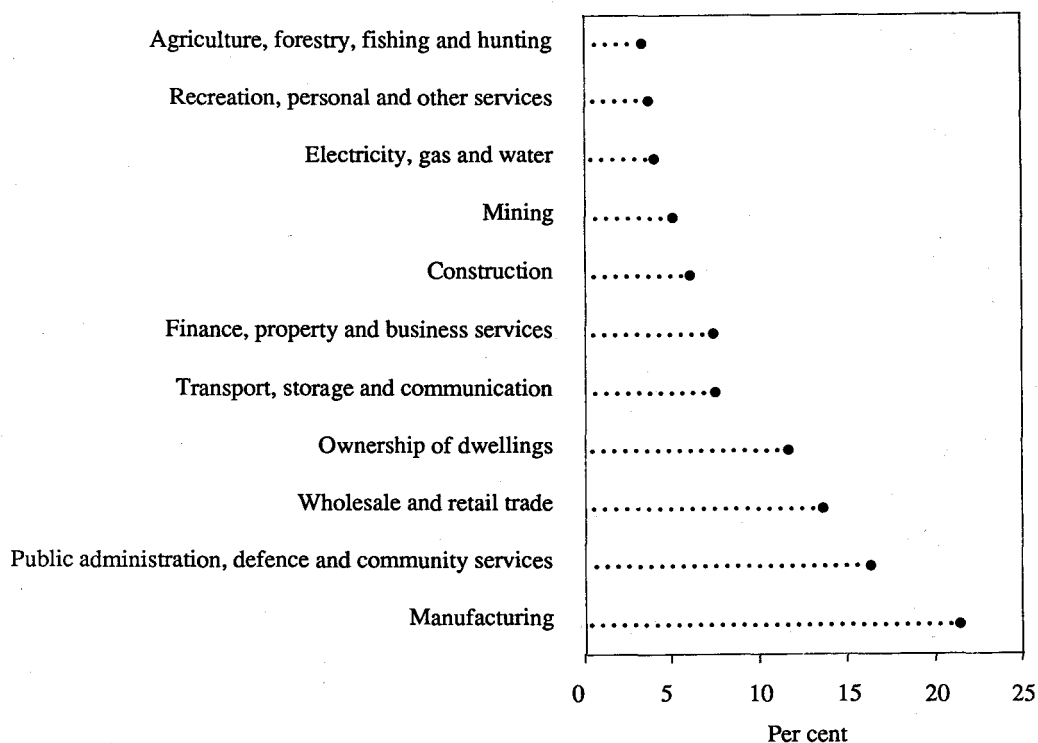 Agriculture, forestry, fishing and hunting
Recreation, personal and other services
Electricity, gas and water
Mining
Construction
Finance, property and business services
Transport, storage and communication
Ownership of dwellings
Wholesale and retail trade
Public administration, defence and community services
Manufacturing
0 5 10 15 20 25
Per cent